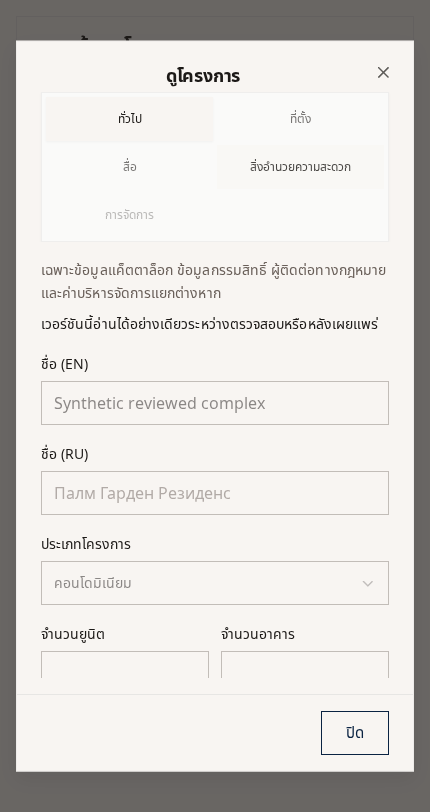 ดูโครงการ
ทั่วไป
ที่ตั้ง
สื่อ
สิ่งอำนวยความสะดวก
การจัดการ
เฉพาะข้อมูลแค็ตตาล็อก ข้อมูลกรรมสิทธิ์ ผู้ติดต่อทางกฎหมาย
และค่าบริหารจัดการแยกต่างหาก
เวอร์ชันนี้อ่านได้อย่างเดียวระหว่างตรวจสอบหรือหลังเผยแพร่
ชื่อ (EN)
Synthetic reviewed complex
ชื่อ (RU)
Палм Гарден Резиденс
ประเภทโครงการ
คอนโดมิเนียม
จำนวนยูนิต
จำนวนอาคาร
ปิด